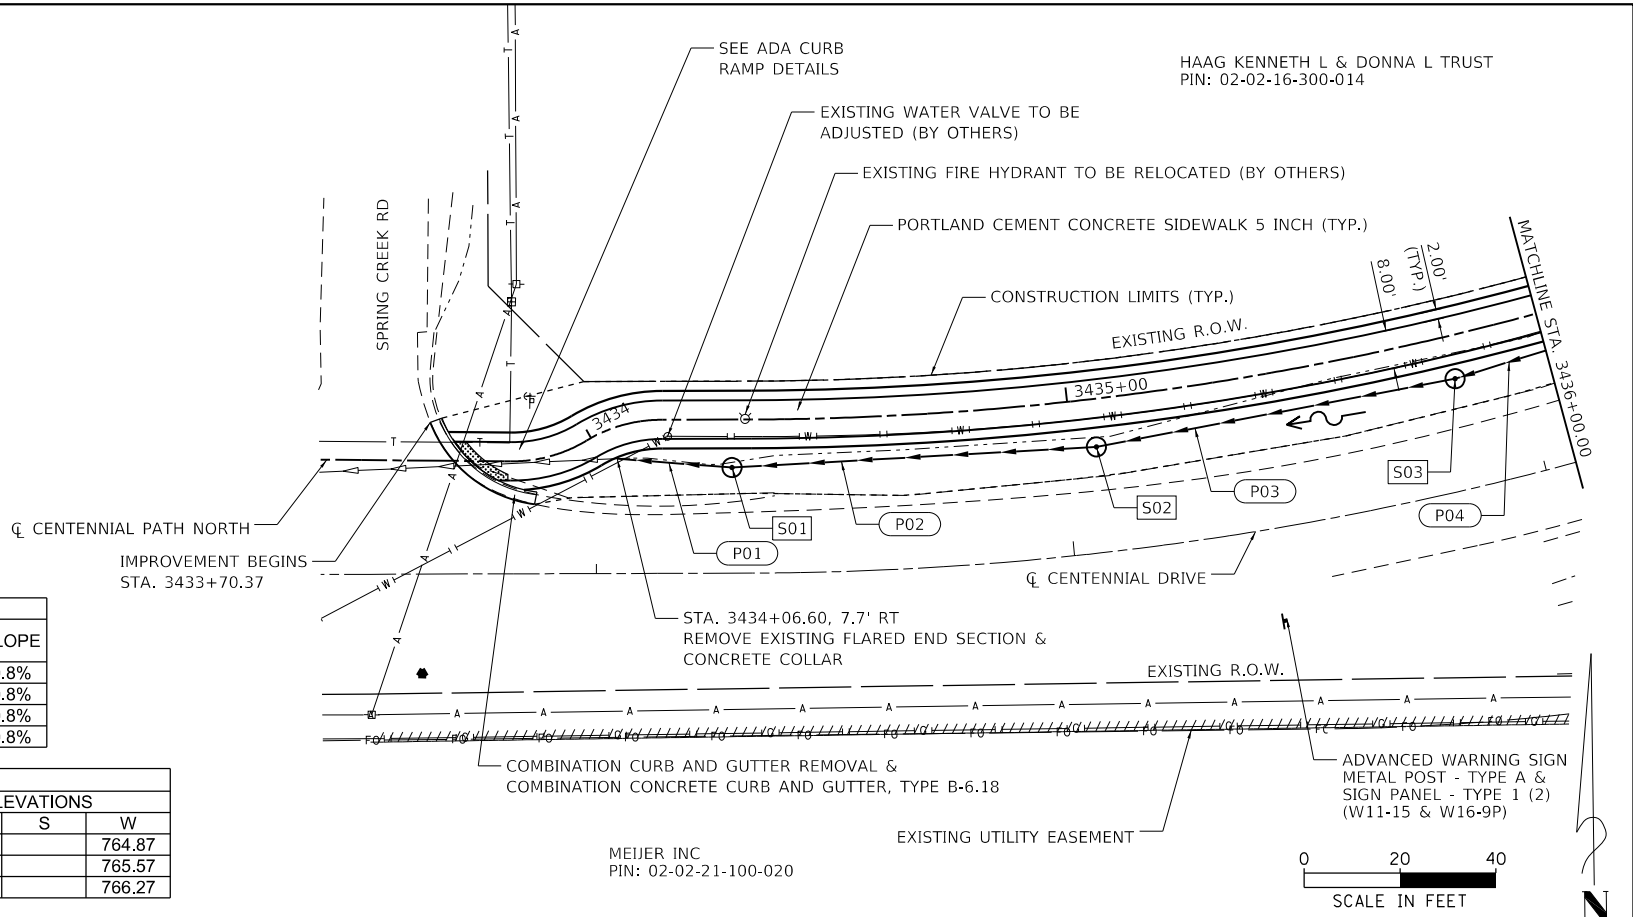 SEE ADA CURB
RAMP DETAILS
HAAG KENNETH L & DONNA L TRUST
PIN: 02-02-16-300-014
EXISTING WATER VALVE TO BE
ADJUSTED (BY OTHERS)
EXISTING FIRE HYDRANT TO BE RELOCATED (BY OTHERS)
PORTLAND CEMENT CONCRETE SIDEWALK 5 INCH (TYP.)
SPRING CREEK RD
2.00'
(TYP.)
8.00'
MATCHLINE STA. 3436+00.00
CONSTRUCTION LIMITS (TYP.)
EXISTING R.O.W.
3435+00
3434
S03
P03
S02
P04
S01
P02
P01
℄ CENTENNIAL PATH NORTH
IMPROVEMENT BEGINS
STA. 3433+70.37
℄ CENTENNIAL DRIVE
STA. 3434+06.60, 7.7' RT
REMOVE EXISTING FLARED END SECTION &
CONCRETE COLLAR
LOPE
.8%
.8%
.8%
.8%
EXISTING R.O.W.
COMBINATION CURB AND GUTTER REMOVAL &
COMBINATION CONCRETE CURB AND GUTTER, TYPE B-6.18
ADVANCED WARNING SIGN
METAL POST - TYPE A &
SIGN PANEL - TYPE 1 (2)
(W11-15 & W16-9P)
LEVATIONS
S W
764.87
765.57
766.27
EXISTING UTILITY EASEMENT
MEIJER INC
PIN: 02-02-21-100-020
0 20 40
SCALE IN FEET
N